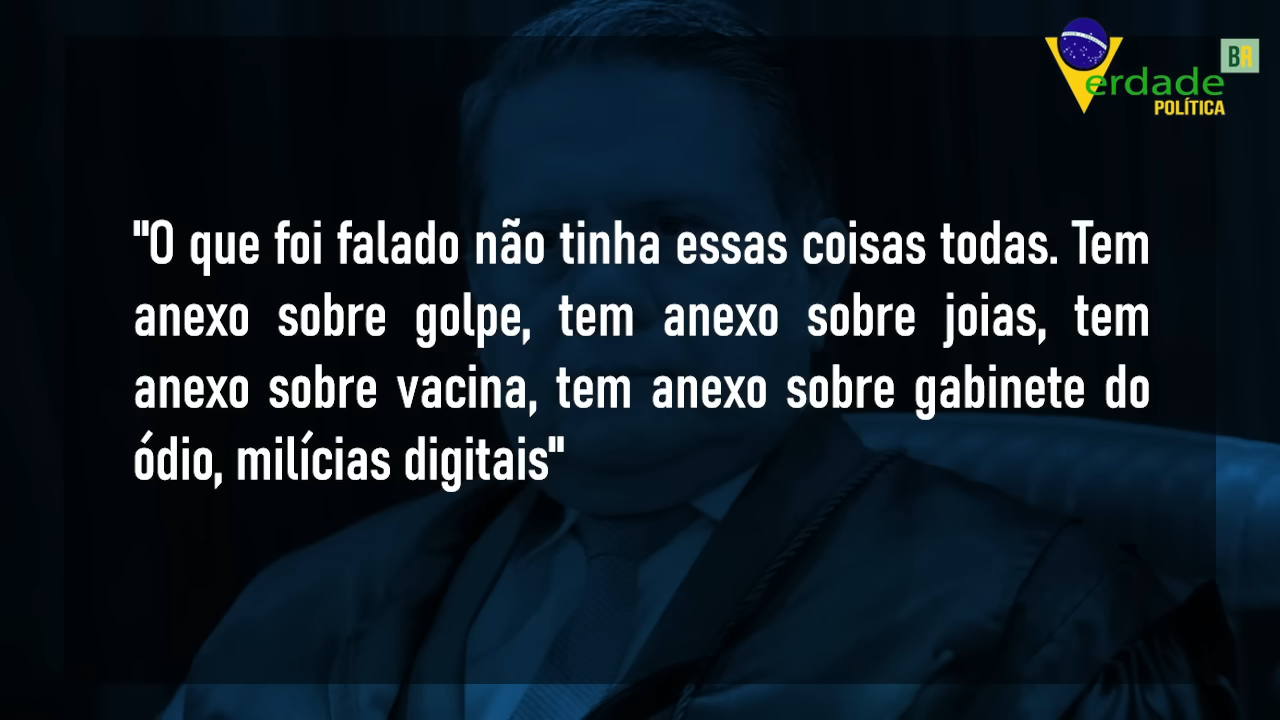 Verdade
BR
POLÍTICA
"O que foi falado não tinha essas coisas todas. Tem
anexo sobre golpe, tem anexo sobre joias, tem
anexo sobre vacina, tem anexo sobre gabinete do
ódio, milícias digitais"